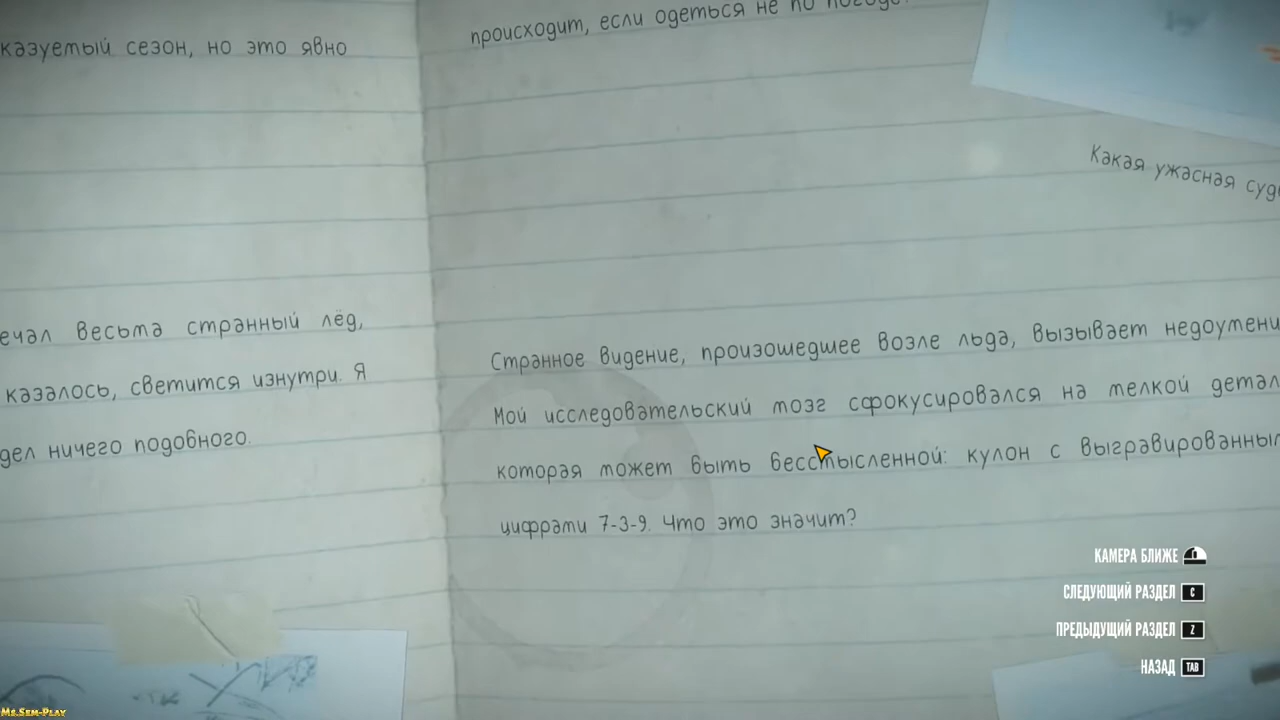 казуемый сезон, но это явно
ечал весьма странный лёд,
казалось, светится изнутри. Я
дел ничего подобного.
происходит, если одеться не по погоде.
Какая ужасная суд
Странное видение, произошедшее возле льда, вызывает недоумени
Мой исследовательский мозг сфокусировался на мелкой детал
которая может быть бессмысленной: кулон с выгравированным
цифрами 7-3-9. Что это значит?
КАМЕРА БЛИЖЕ
СЛЕДУЮЩИЙ РАЗДЕЛ C
ПРЕДЫДУЩИЙ РАЗДЕЛ Z
НАЗАД TAB
Ms.Sem-Play